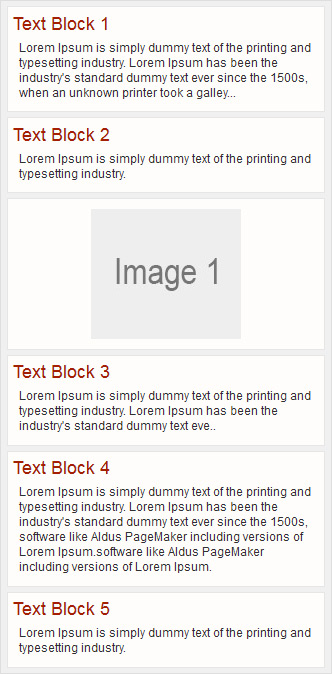 Text Block 1
Lorem Ipsum is simply dummy text of the printing and
typesetting industry. Lorem Ipsum has been the
industry's standard dummy text ever since the 1500s,
when an unknown printer took a galley...
Text Block 2
Lorem Ipsum is simply dummy text of the printing and
typesetting industry.
Image 1
Text Block 3
Lorem Ipsum is simply dummy text of the printing and
typesetting industry. Lorem Ipsum has been the
industry's standard dummy text eve..
Text Block 4
Lorem Ipsum is simply dummy text of the printing and
typesetting industry. Lorem Ipsum has been the
industry's standard dummy text ever since the 1500s,
software like Aldus PageMaker including versions of
Lorem Ipsum.software like Aldus PageMaker
including versions of Lorem Ipsum.
Text Block 5
Lorem Ipsum is simply dummy text of the printing and
typesetting industry.